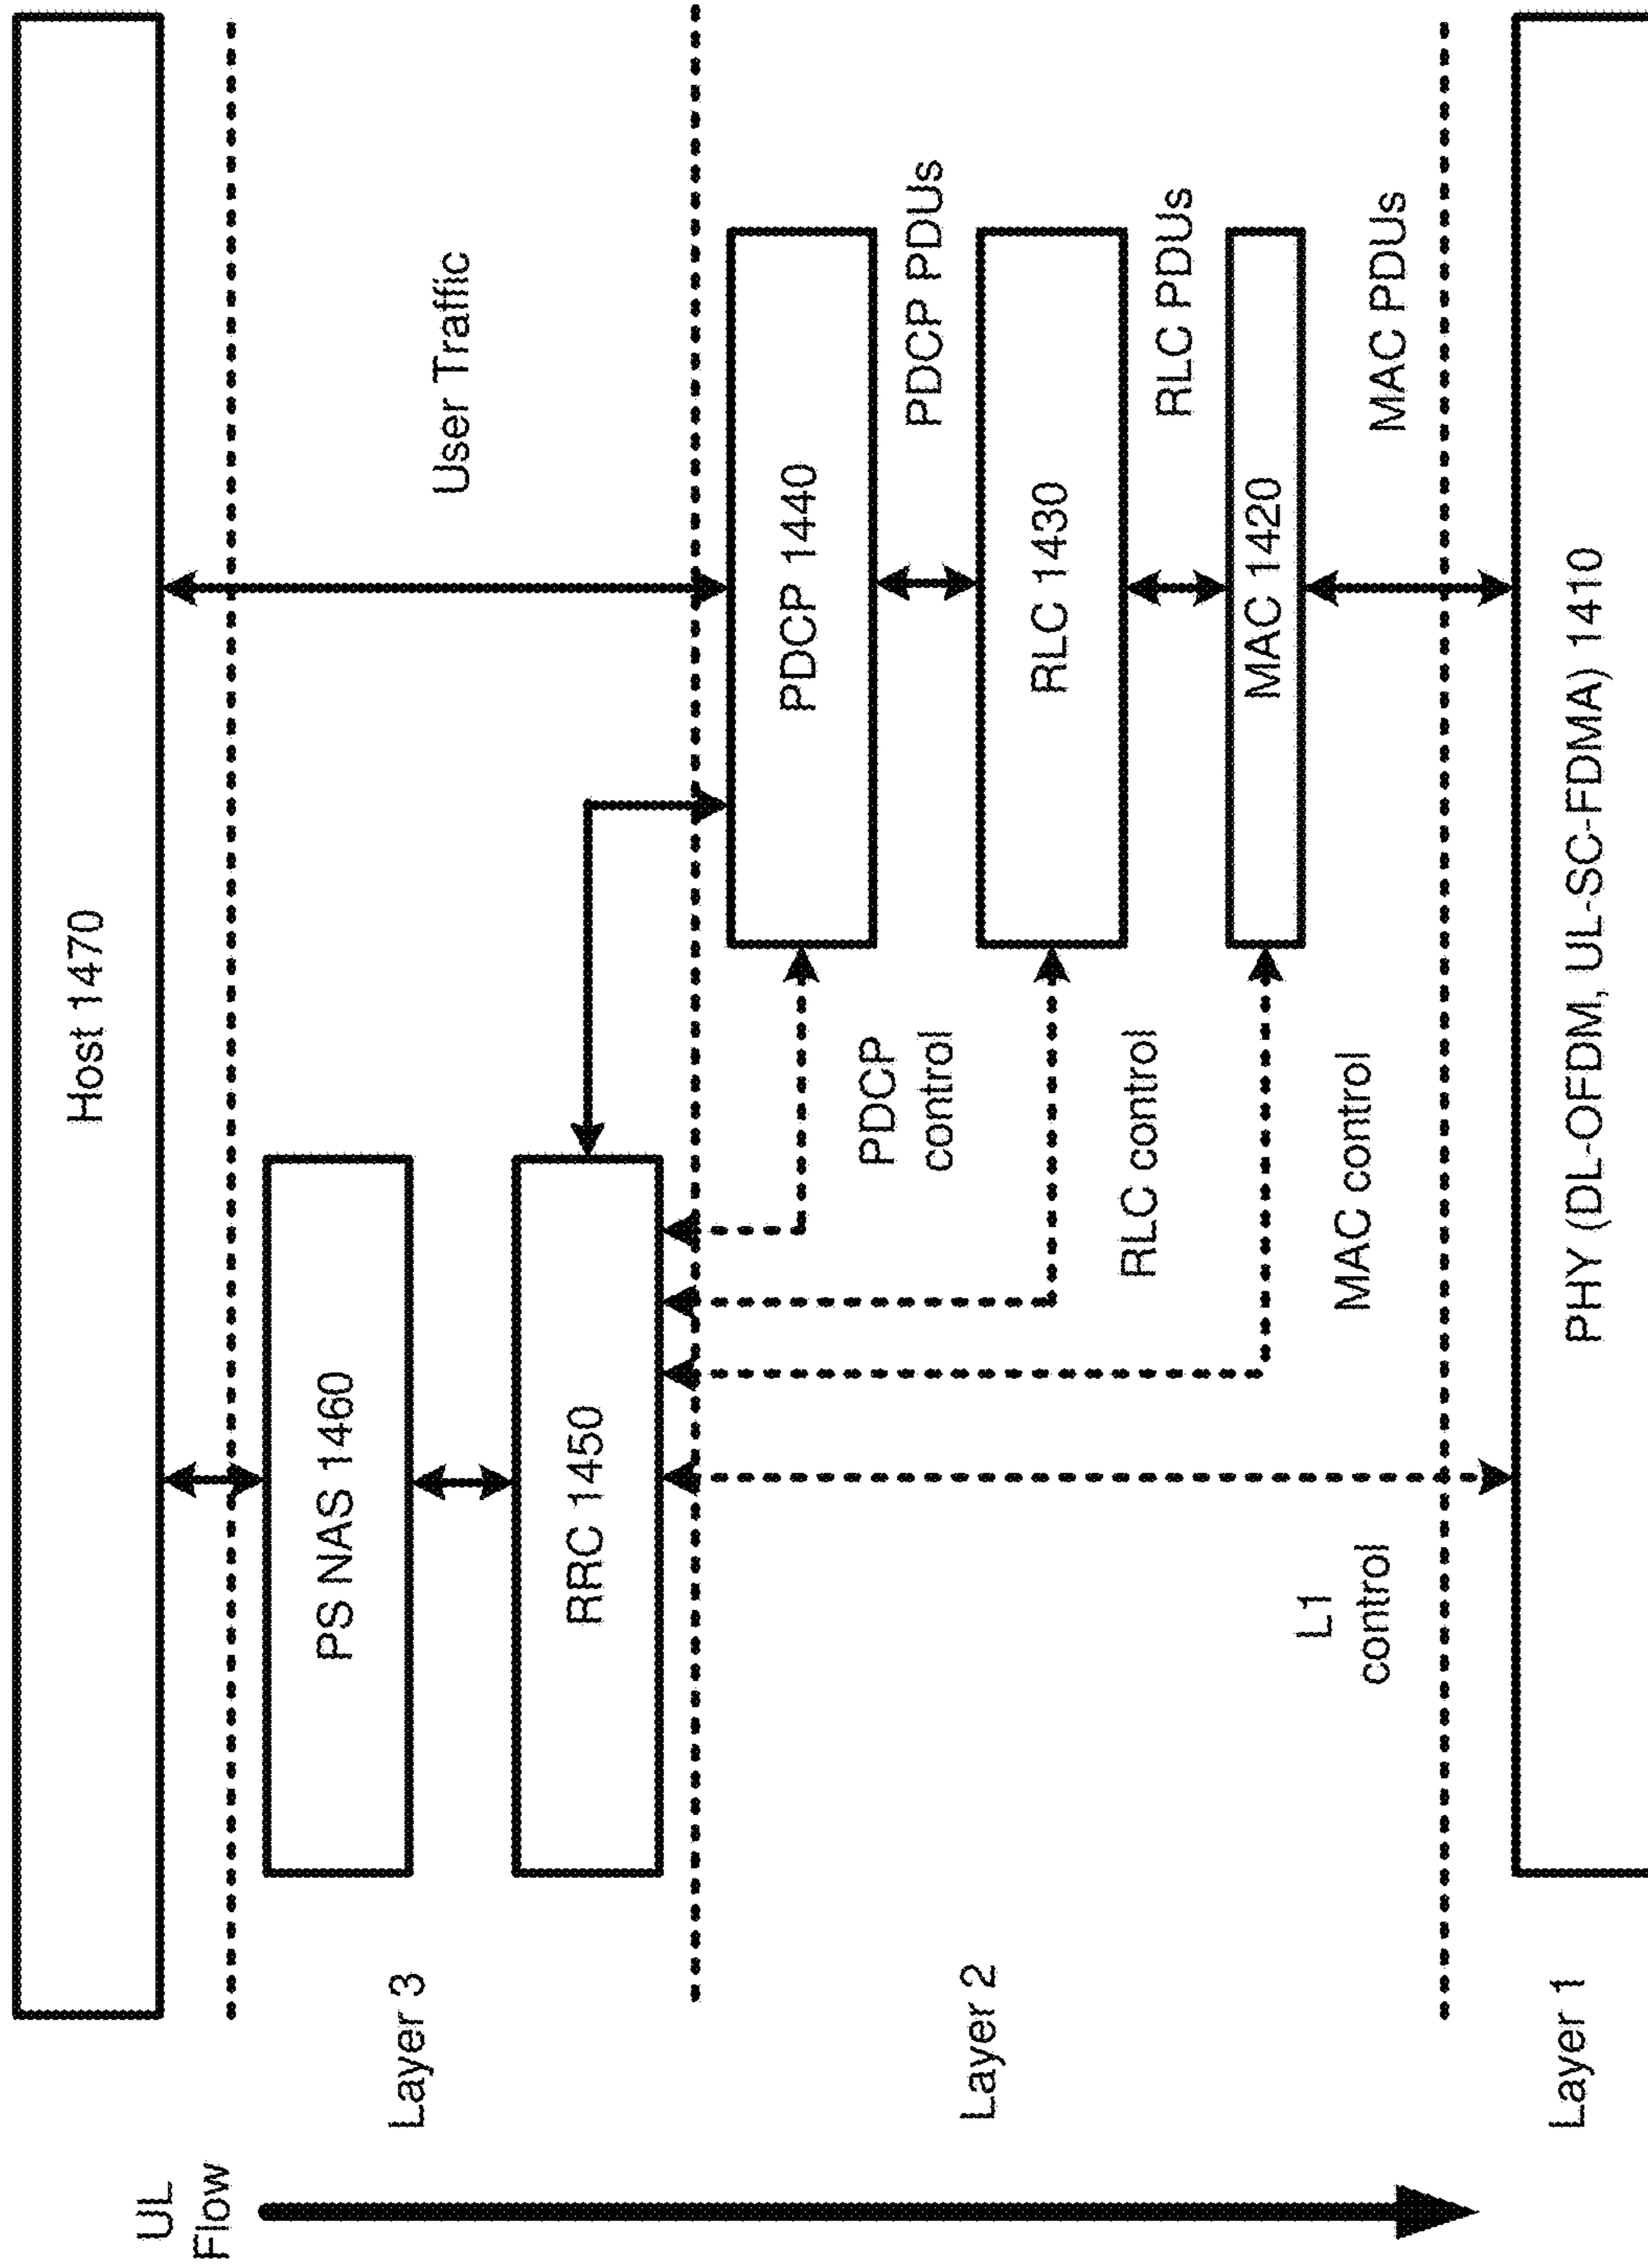 Host 1470
UL
Flow
Layer 3
PS NAS 1460
User Traffic
RRC 1450
Layer 2
PDCP 1440
PDCP
control
PDCP PDUs
RLC 1430
RLC control
RLC PDUs
MAC 1420
L1
control
MAC control
MAC PDUs
Layer 1
PHY (DL-OFDM, UL-SC-FDMA) 1410